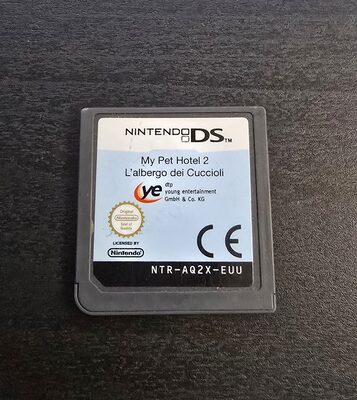 NINTENDO DS™
My Pet Hotel 2
L'albergo dei Cuccioli
ye
dtp
young entertainment
GmbH & Co. KG
Original
Nintendo
Seal of
Quality
LICENSED BY
Nintendo
CE
NTR-AQ2X-EUU